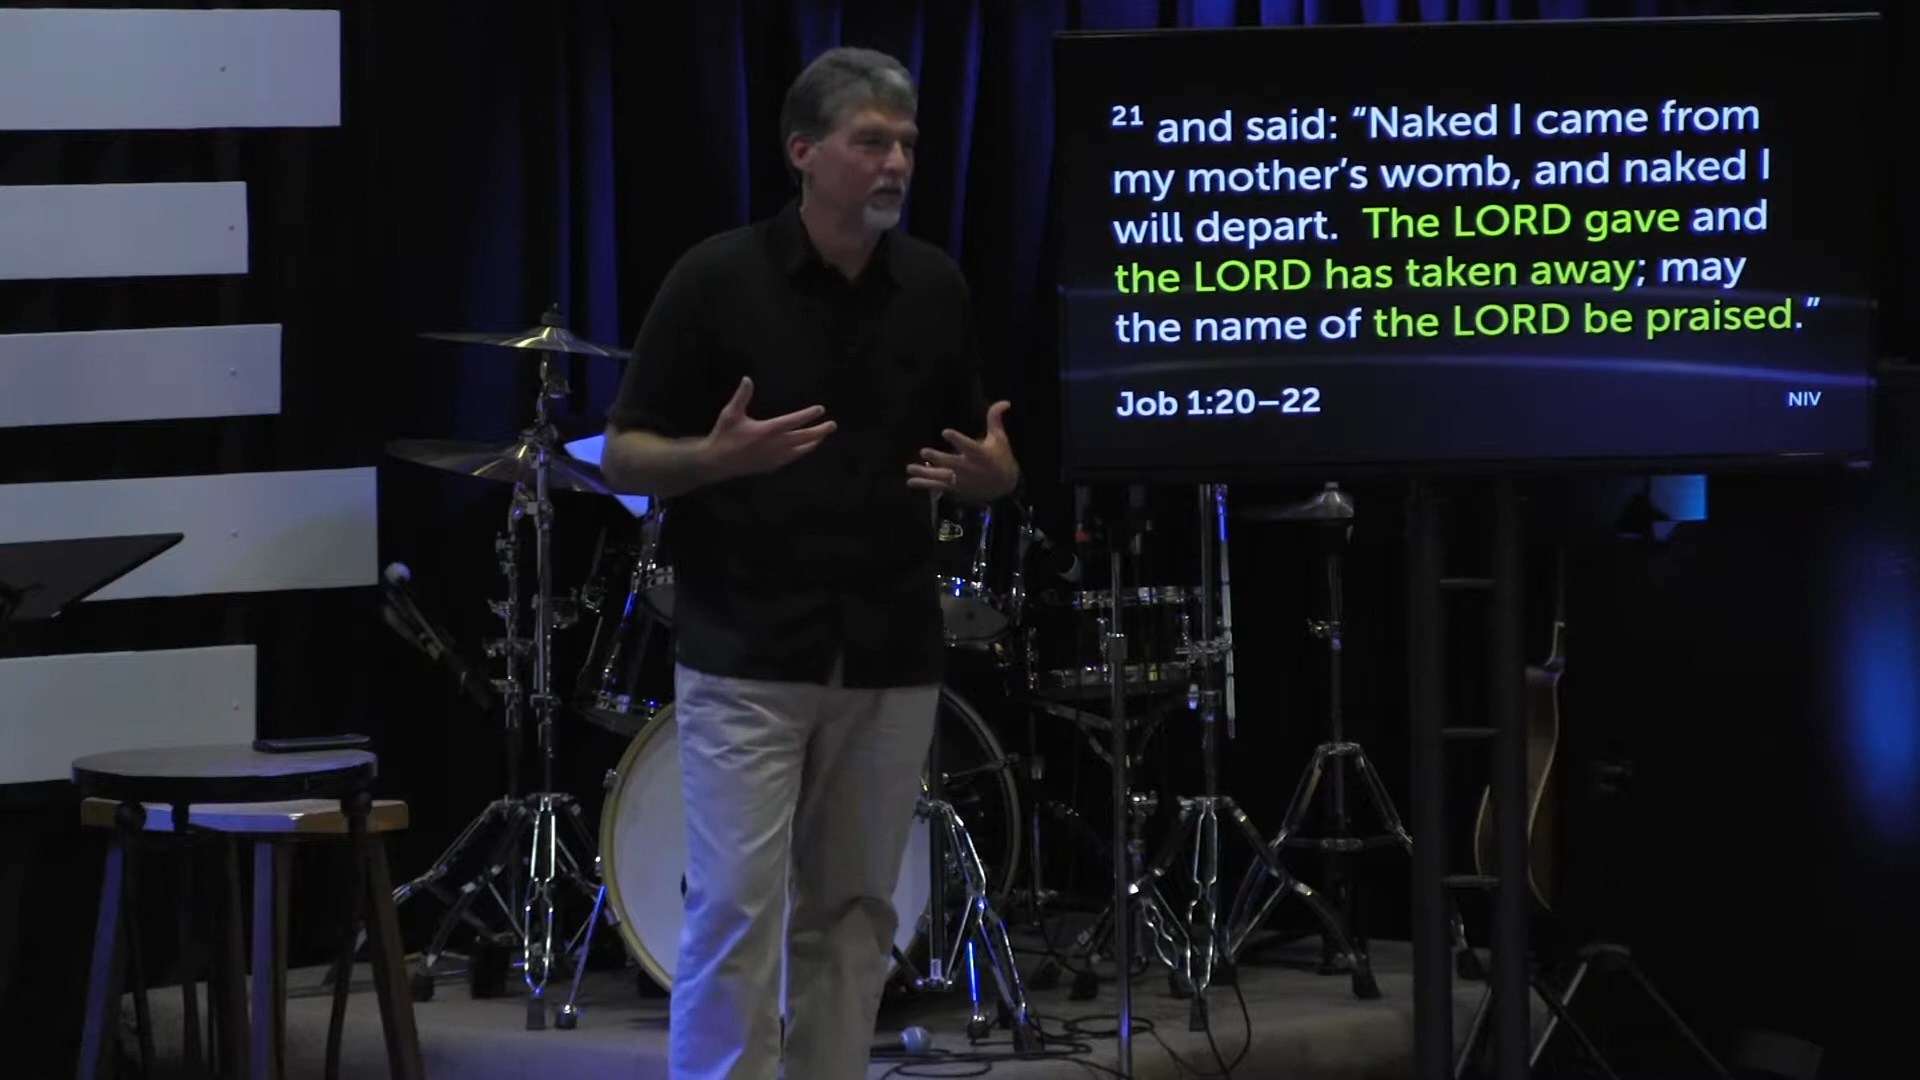 21 and said: “Naked I came from
my mother’s womb, and naked I
will depart. The LORD gave and
the LORD has taken away; may
the name of the LORD be praised.”
Job 1:20–22
NIV